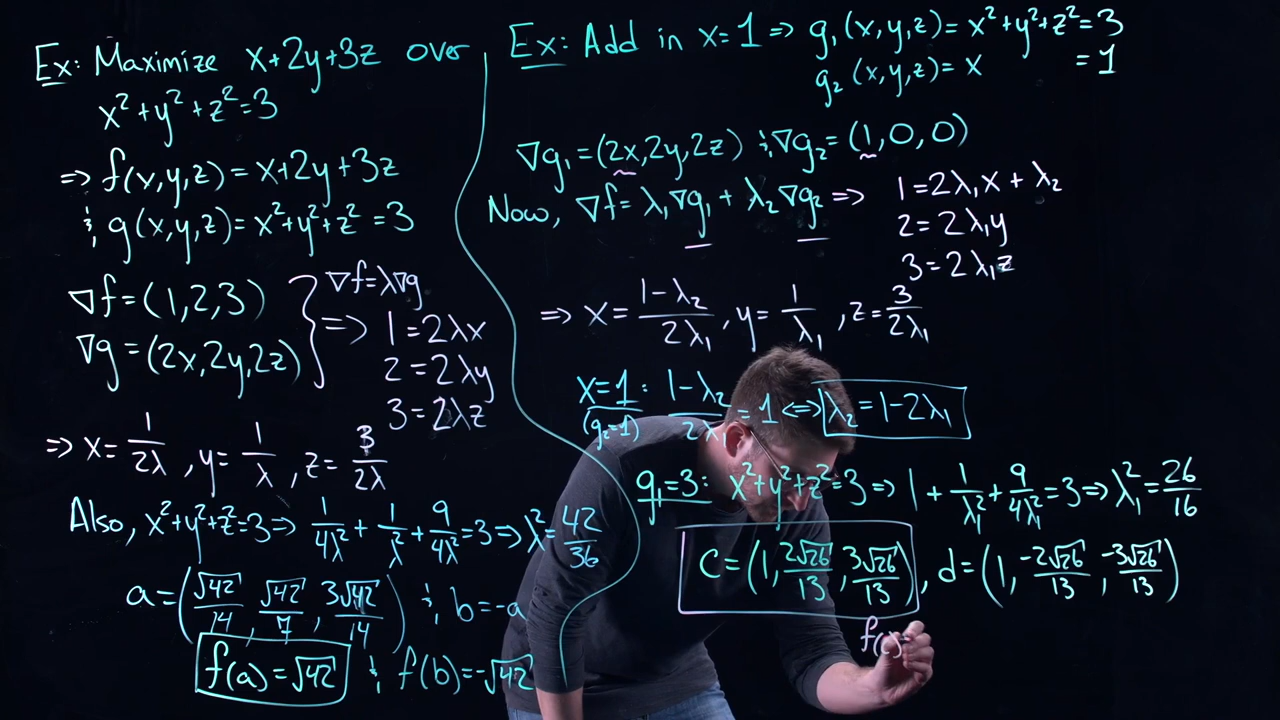 Ex: Maximize x+2y+3z over
x²+y²+z²=3
⇒ f(x,y,z)=x+2y+3z
& g(x,y,z)=x²+y²+z²=3
∇f=(1,2,3)
∇g=(2x,2y,2z)
∇f=λ∇g
⇒ 1=2λx
2=2λy
3=2λz
⇒ x=1/2λ, y=1/λ, z=3/2λ
Also, x²+y²+z²=3⇒ 1/4λ²+1/λ²+9/4λ²=3⇒λ²=42/36
a=(√42/14, √42/7, 3√42/14) & b=-a
f(a)=√42 & f(b)=-√42
Ex: Add in x=1⇒ g₁(x,y,z)=x²+y²+z²=3
g₂(x,y,z)=x =1
∇g₁=(2x,2y,2z) & ∇g₂=(1,0,0)
Now, ∇f=λ₁∇g₁+λ₂∇g₂⇒ 1=2λ₁x+λ₂
2=2λ₁y
3=2λ₁z
⇒ x=1-λ₂/2λ₁, y=1/λ₁, z=3/2λ₁
x=1: 1-λ₂/2λ₁=1⇔ λ₂=1-2λ₁
(g₂=1)
g₁=3: x²+y²+z²=3⇒ 1+1/λ₁²+9/4λ₁²=3⇒λ₁²=26/16
c=(1, 2√26/13, 3√26/13), d=(1, -2√26/13, -3√26/13)
f(c)=